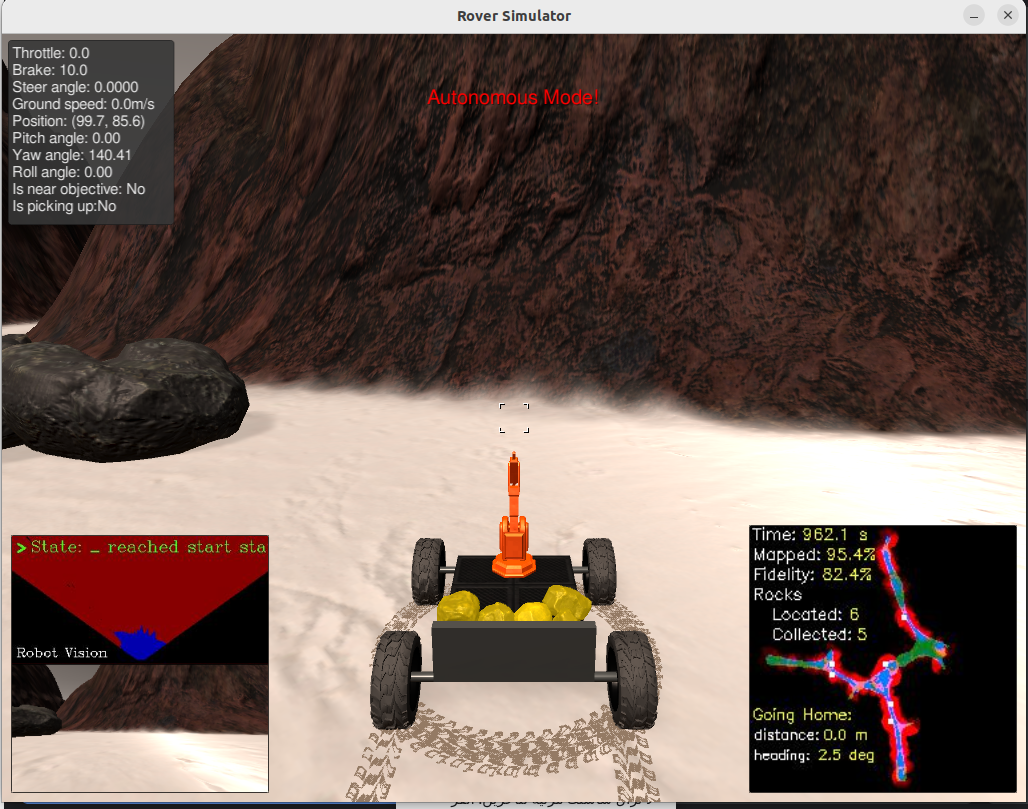 Rover Simulator
Throttle: 0.0
Brake: 10.0
Steer angle: 0.0000
Ground speed: 0.0m/s
Position: (99.7, 85.6)
Pitch angle: 0.00
Yaw angle: 140.41
Roll angle: 0.00
Is near objective: No
Is picking up:No
Autonomous Mode!
> State: _ reached start sta
Robot Vision
Time: 962.1 s
Mapped: 95.4%
Fidelity: 82.4%
Rocks
Located: 6
Collected: 5
Going Home:
distance: 0.0 m
heading: 2.5 deg